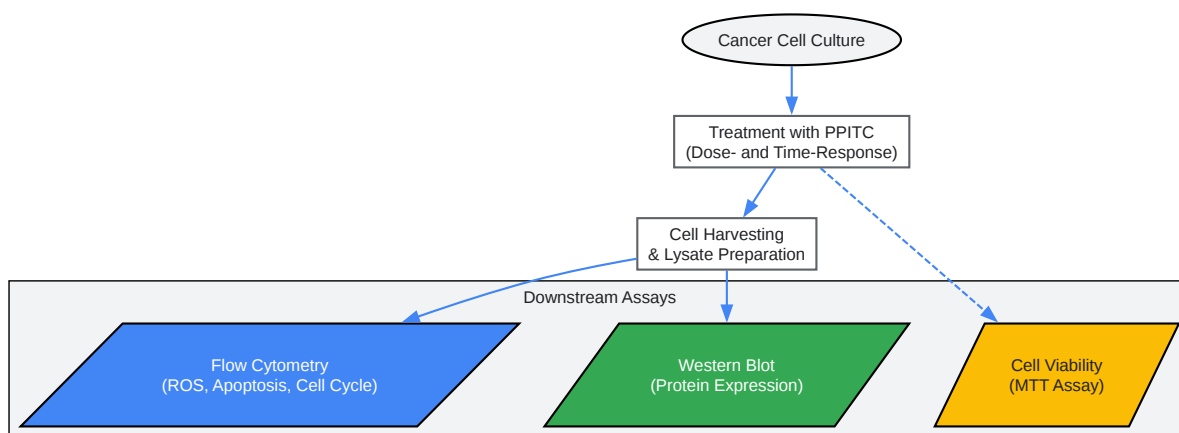 Cancer Cell Culture
Treatment with PPITC
(Dose- and Time-Response)
Cell Harvesting
& Lysate Preparation
Downstream Assays
Flow Cytometry
(ROS, Apoptosis, Cell Cycle)
Western Blot
(Protein Expression)
Cell Viability
(MTT Assay)